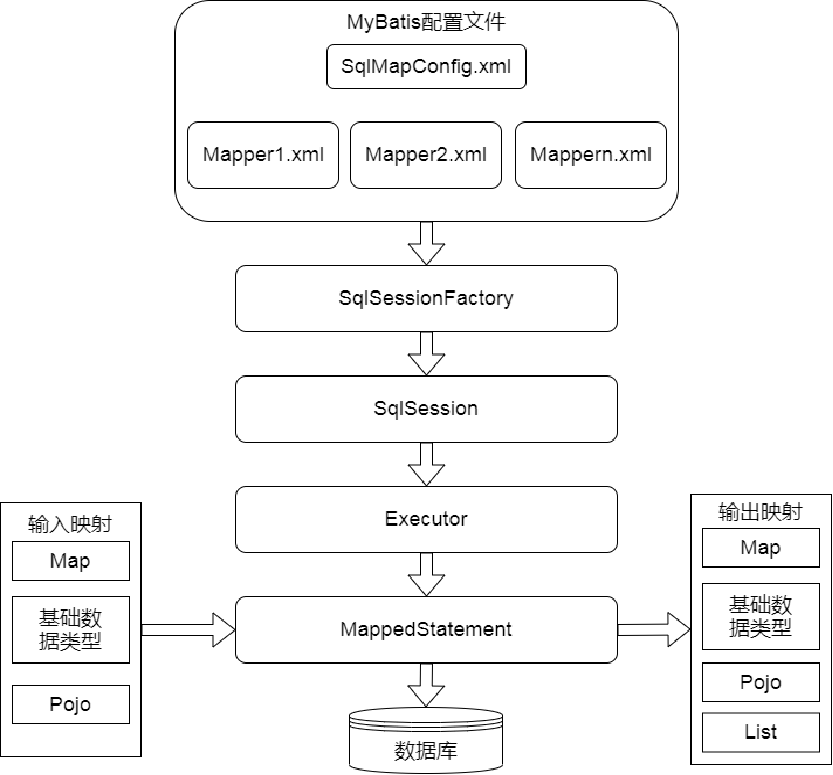 MyBatis配置文件
SqlMapConfig.xml
Mapper1.xml
Mapper2.xml
Mappern.xml
SqlSessionFactory
SqlSession
Executor
MappedStatement
数据库
输入映射
Map
基础数
据类型
Pojo
输出映射
Map
基础数
据类型
Pojo
List